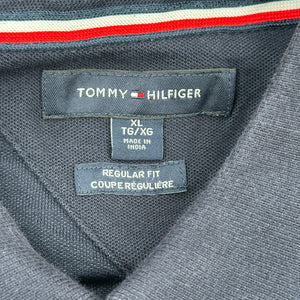 TOMMY HILFIGER
XL
TG/XG
MADE IN
INDIA
REGULAR FIT
COUPE RÉGULIÈRE